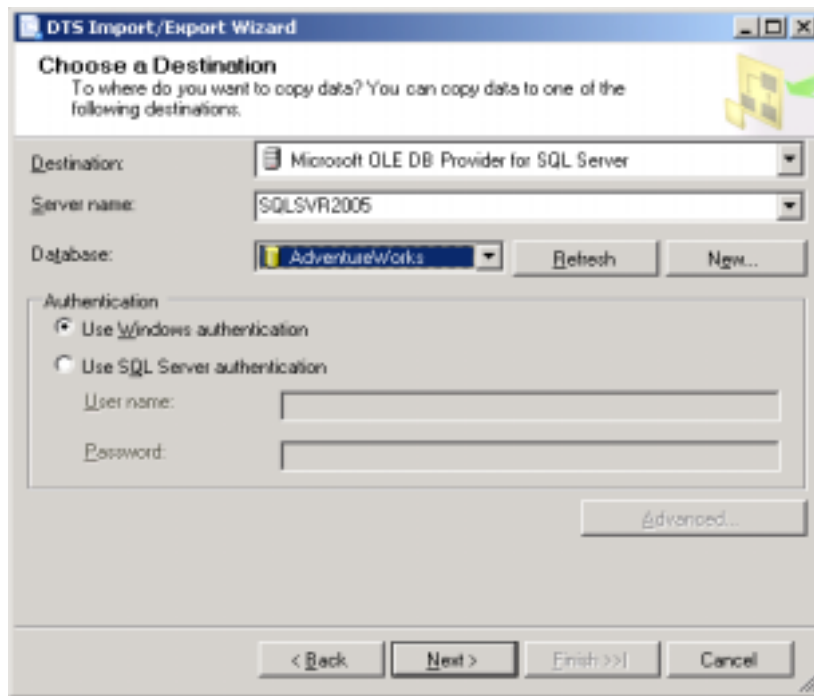 DTS Import/Export Wizard
Choose a Destination
To where do you want to copy data? You can copy data to one of the
following destinations.
Destination:
Microsoft OLE DB Provider for SQL Server
Server name:
SQLSVR2005
Database:
AdventureWorks
Refresh
New...
Authentication
Use Windows authentication
Use SQL Server authentication
User name:
Password:
Advanced...
< Back
Next >
Finish >>|
Cancel